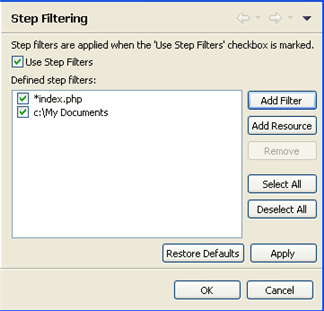 Step Filtering
Step filters are applied when the 'Use Step Filters' checkbox is marked.
Use Step Filters
Defined step filters:
*index.php
c:\My Documents
Add Filter
Add Resource
Remove
Select All
Deselect All
Restore Defaults
Apply
OK
Cancel